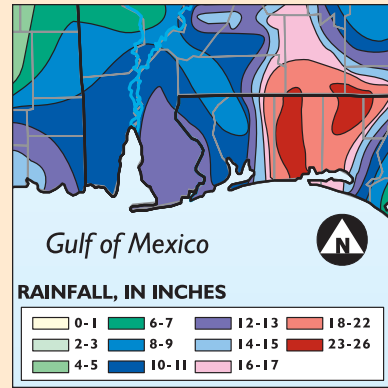 Gulf of Mexico
N
RAINFALL, IN INCHES
0-1 6-7 12-13 18-22
2-3 8-9 14-15 23-26
4-5 10-11 16-17